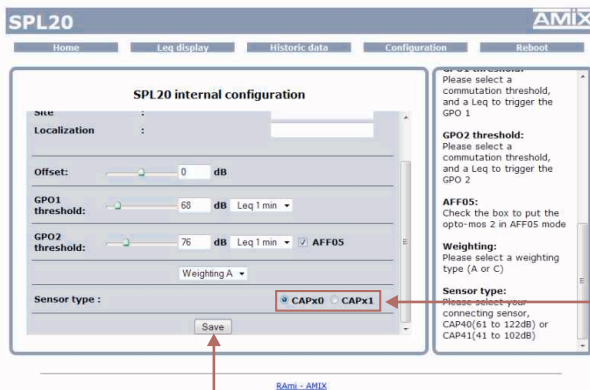 SPL20
AMIX
Home
Leq display
Historic data
Configuration
Reboot
SPL20 internal configuration
Site :
Localization :
Offset: 0 dB
GPO1
threshold: 68 dB Leq 1 min
GPO2
threshold: 76 dB Leq 1 min AFF05
Weighting A
Sensor type : CAPx0 CAPx1
Save
GPO1 threshold:
Please select a
commutation threshold,
and a Leq to trigger the
GPO 1
GPO2 threshold:
Please select a
commutation threshold,
and a Leq to trigger the
GPO 2
AFF05:
Check the box to put the
opto-mos 2 in AFF05 mode
Weighting:
Please select a weighting
type (A or C)
Sensor type:
Please select your
connecting sensor,
CAP40(61 to 122dB) or
CAP41(41 to 102dB)
RAmi - AMIX